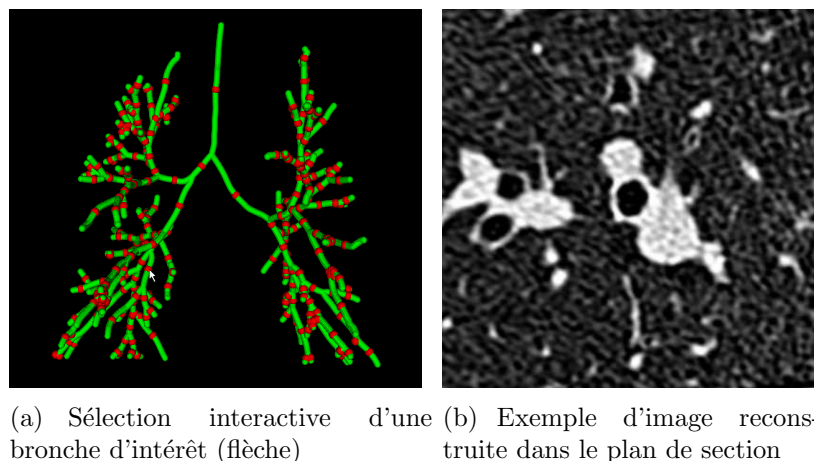 (a) Sélection interactive d'une
bronche d'intérêt (flèche)
(b) Exemple d'image recons-
truite dans le plan de section